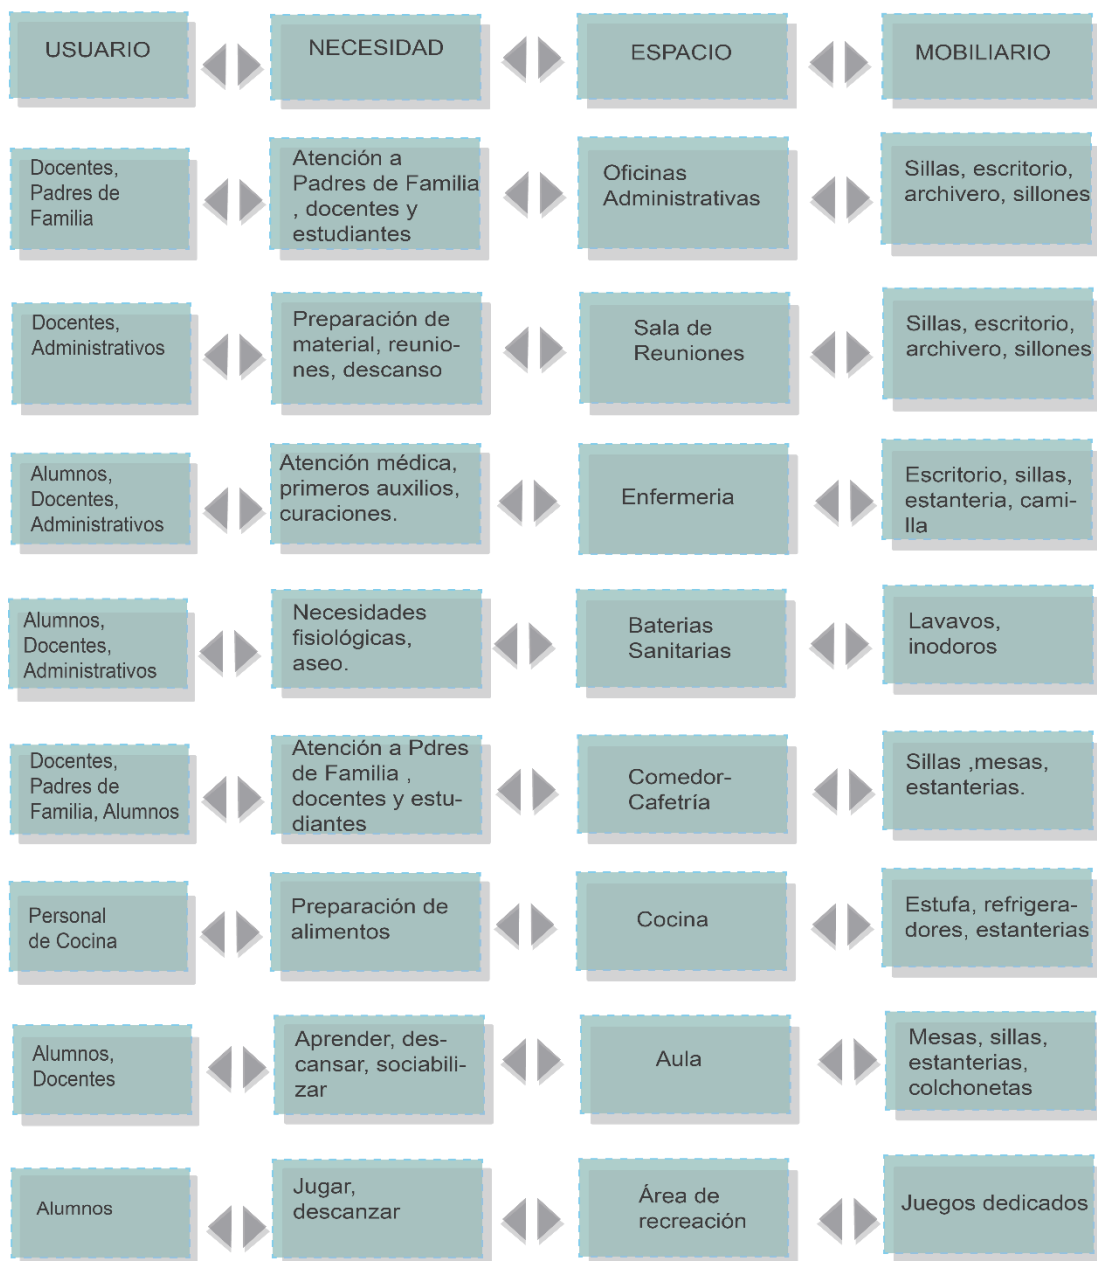 USUARIO
NECESIDAD
ESPACIO
MOBILIARIO
Docentes,
Padres de
Familia
Atención a
Padres de Familia
, docentes y
estudiantes
Oficinas
Administrativas
Sillas, escritorio,
archivero, sillones
Docentes,
Administrativos
Preparación de
material, reunio-
nes, descanso
Sala de
Reuniones
Sillas, escritorio,
archivero, sillones
Alumnos,
Docentes,
Administrativos
Atención médica,
primeros auxilios,
curaciones.
Enfermeria
Escritorio, sillas,
estanteria, cami-
lla
Alumnos,
Docentes,
Administrativos
Necesidades
fisiológicas,
aseo.
Baterias
Sanitarias
Lavavos,
inodoros
Docentes,
Padres de
Familia, Alumnos
Atención a Pdres
de Familia ,
docentes y estu-
diantes
Comedor-
Cafetría
Sillas ,mesas,
estanterias.
Personal
de Cocina
Preparación de
alimentos
Cocina
Estufa, refrigera-
dores, estanterias
Alumnos,
Docentes
Aprender, des-
cansar, sociabili-
zar
Aula
Mesas, sillas,
estanterias,
colchonetas
Alumnos
Jugar,
descanzar
Área de
recreación
Juegos dedicados